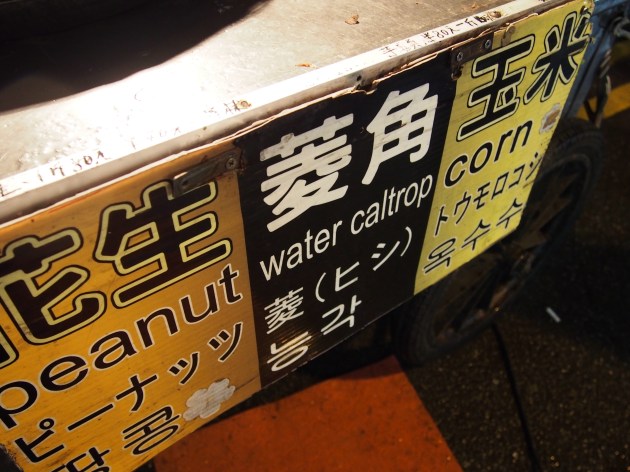 花生
peanut
ピーナッツ
땅콩
菱角
water caltrop
菱(ヒシ)
능각
玉米
corn
トウモロコシ
옥수수